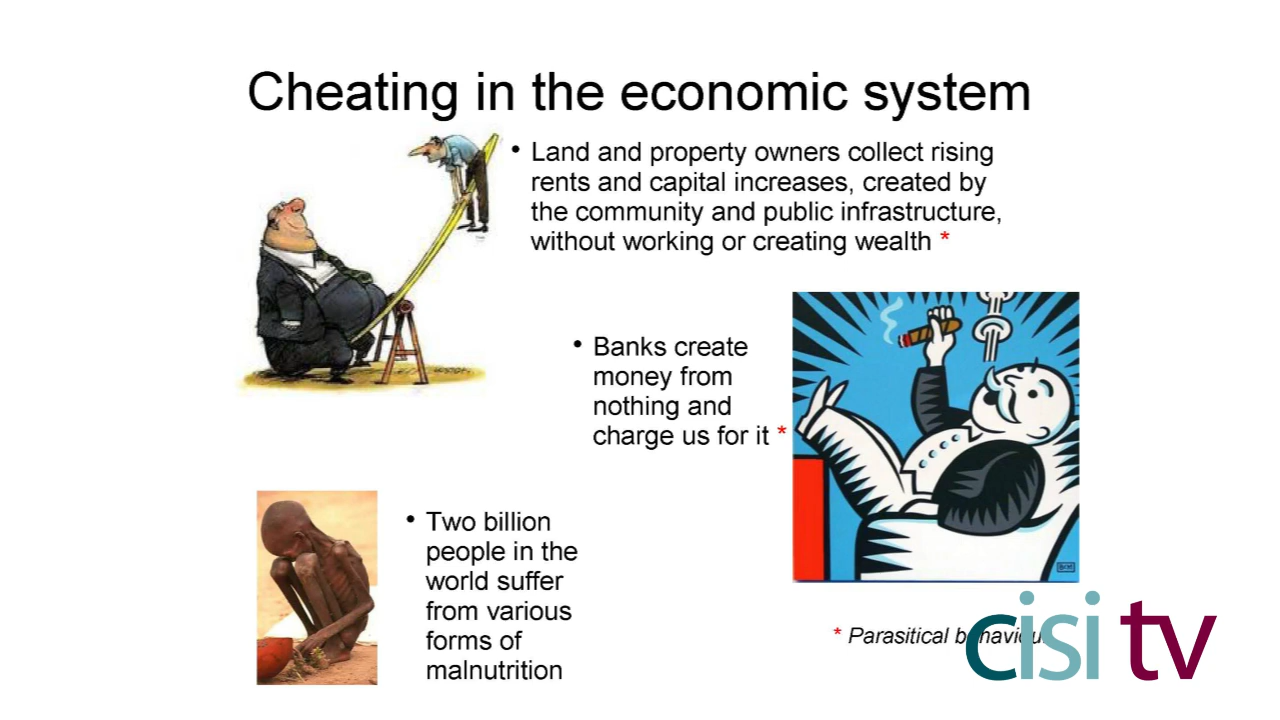 Cheating in the economic system
• Land and property owners collect rising
rents and capital increases, created by
the community and public infrastructure,
without working or creating wealth *
• Banks create
money from
nothing and
charge us for it *
• Two billion
people in the
world suffer
from various
forms of
malnutrition
* Parasitical behaviour
cisi tv